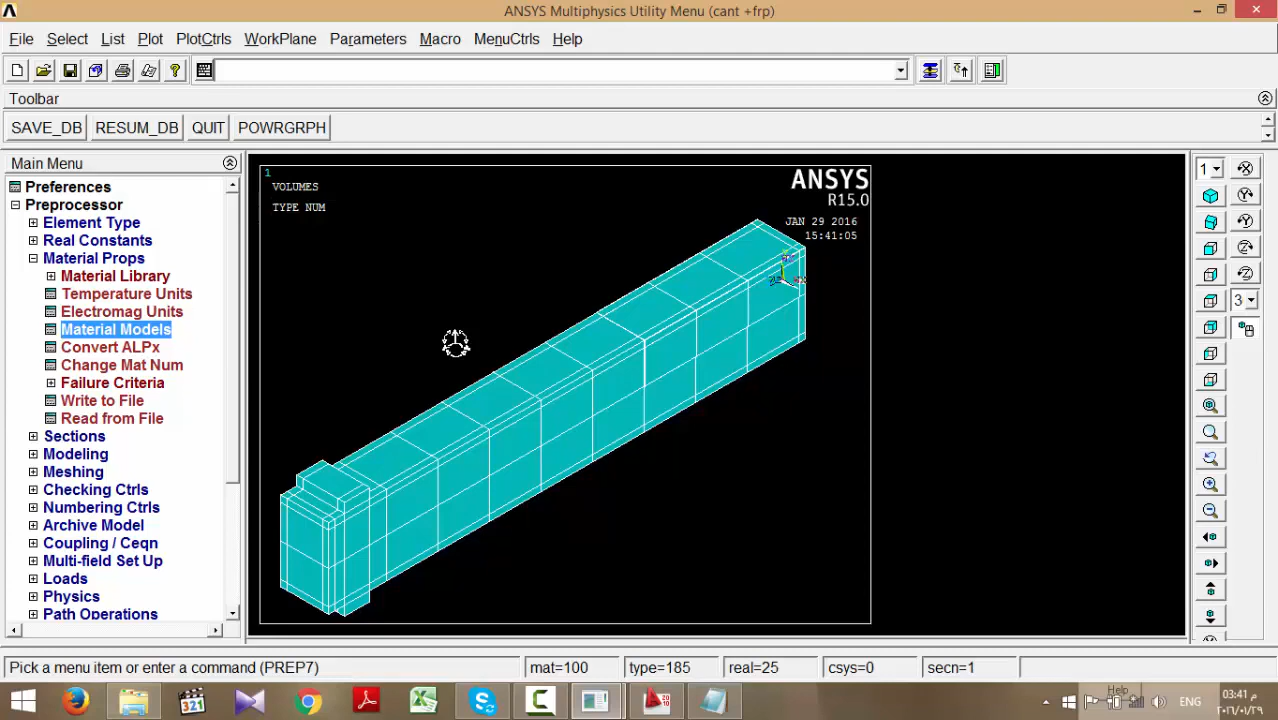 ANSYS Multiphysics Utility Menu (cant +frp)
File Select List Plot PlotCtrls WorkPlane Parameters Macro MenuCtrls Help
Toolbar
SAVE_DB RESUM_DB QUIT POWRGRPH
Main Menu
Preferences
Preprocessor
Element Type
Real Constants
Material Props
Material Library
Temperature Units
Electromag Units
Material Models
Convert ALPx
Change Mat Num
Failure Criteria
Write to File
Read from File
Sections
Modeling
Meshing
Checking Ctrls
Numbering Ctrls
Archive Model
Coupling / Ceqn
Multi-field Set Up
Loads
Physics
Path Operations
1
VOLUMES
TYPE NUM
ANSYS
R15.0
JAN 29 2016
15:41:05
1
3
Pick a menu item or enter a command (PREP7) mat=100 type=185 real=25 csys=0 secn=1
Help
ENG
03:41 م
٢٠١٦/٠١/٢٩